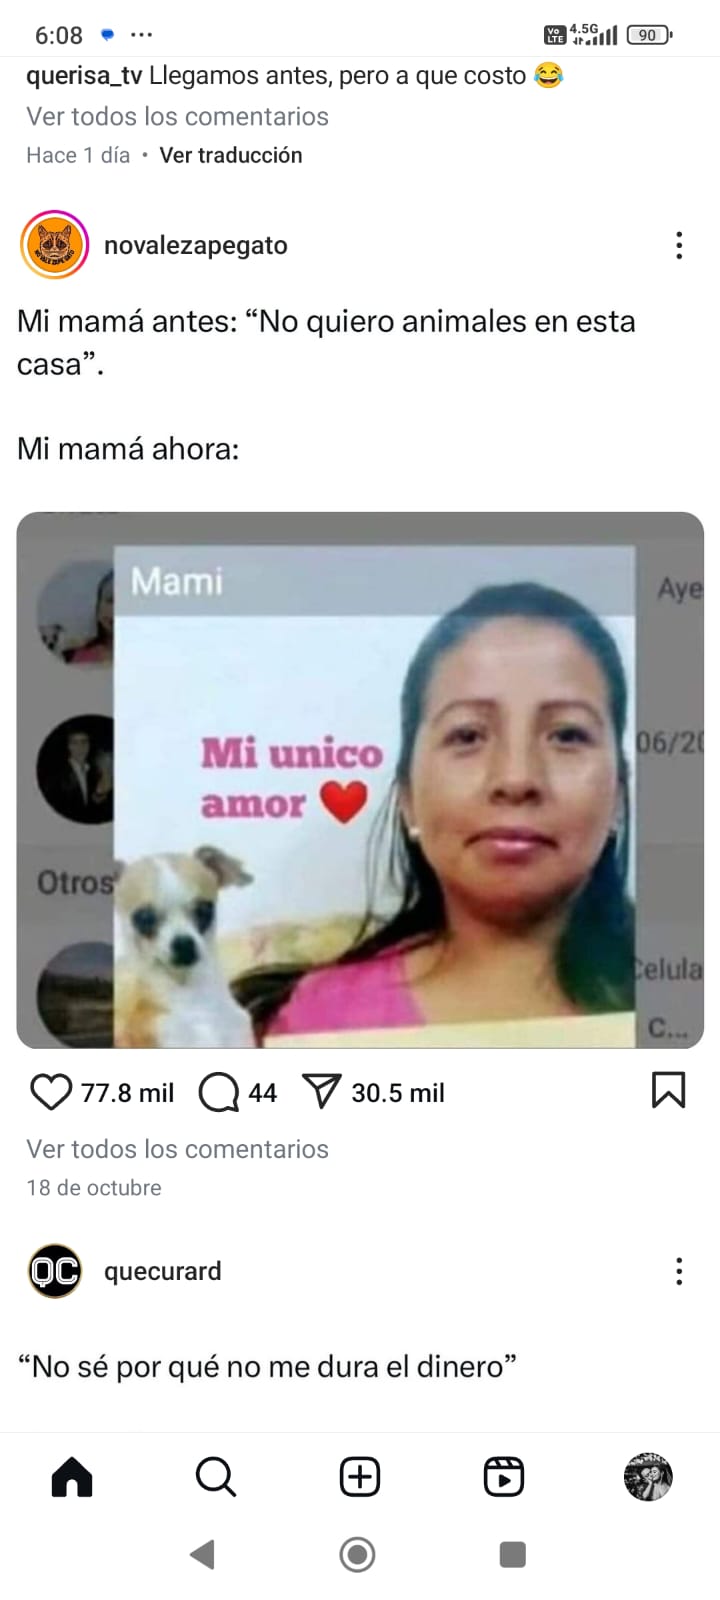 6:08
Vo LTE 4.5G 90
querisa_tv Llegamos antes, pero a que costo 😂
Ver todos los comentarios
Hace 1 día • Ver traducción
novalezapegato
Mi mamá antes: “No quiero animales en esta
casa”.
Mi mamá ahora:
Mami
Aye
Mi unico
amor ❤️
06/20
Otros
Celula
C...
77.8 mil 44 30.5 mil
Ver todos los comentarios
18 de octubre
QC
quecurard
“No sé por qué no me dura el dinero”